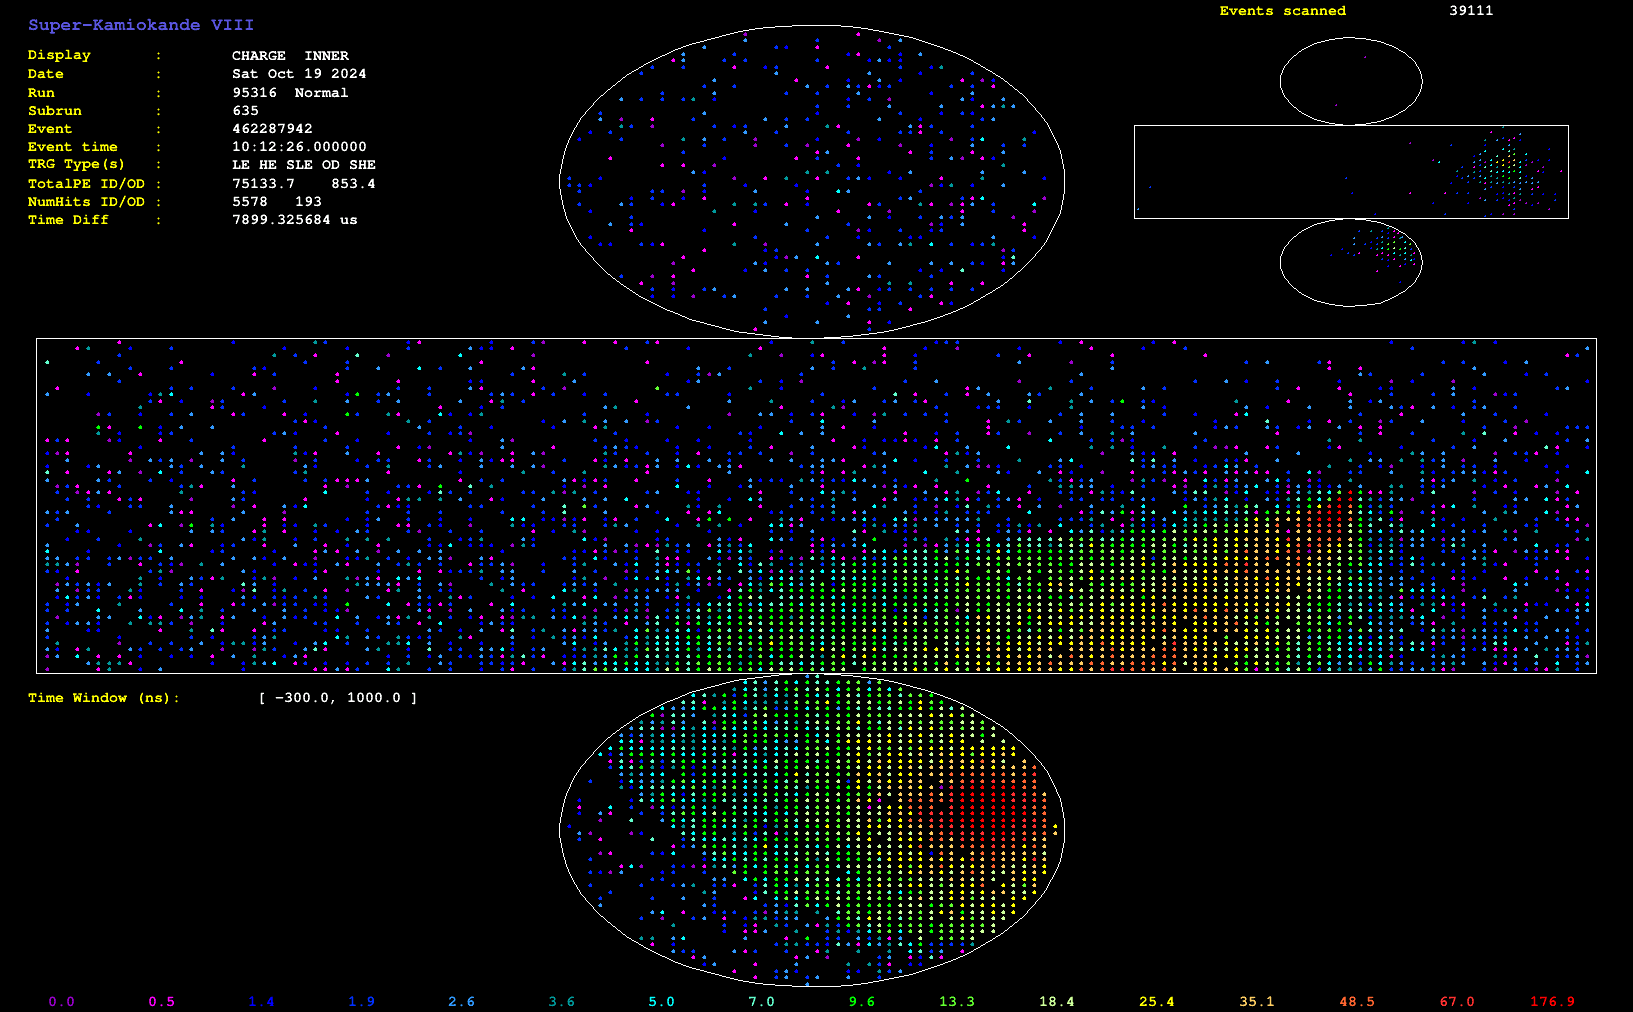 Super-Kamiokande VIII
Events scanned 39111
Display : CHARGE INNER
Date : Sat Oct 19 2024
Run : 95316 Normal
Subrun : 635
Event : 462287942
Event time : 10:12:26.000000
TRG Type(s) : LE HE SLE OD SHE
TotalPE ID/OD : 75133.7 853.4
NumHits ID/OD : 5578 193
Time Diff : 7899.325684 us
Time Window (ns): [ −300.0, 1000.0 ]
0.0 0.5 1.4 1.9 2.6 3.6 5.0 7.0 9.6 13.3 18.4 25.4 35.1 48.5 67.0 176.9